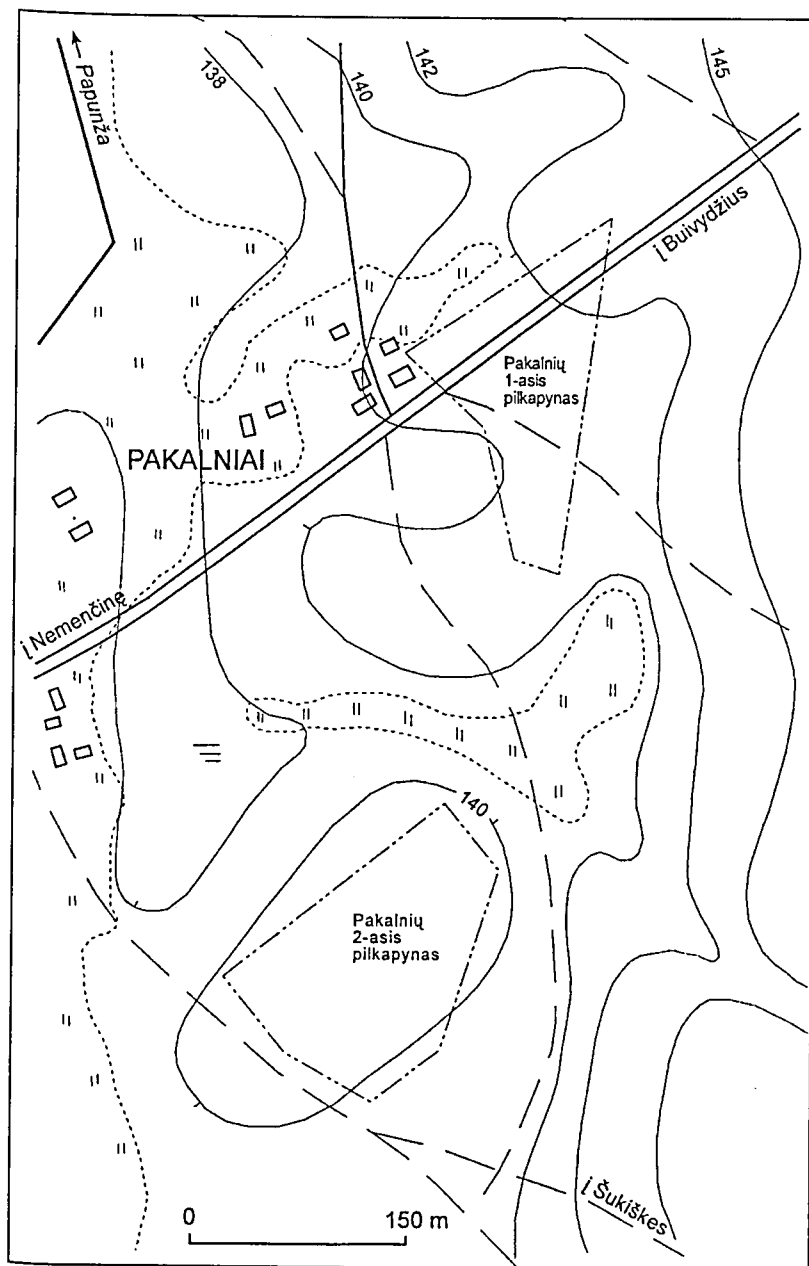 Papunža
138
140
142
145
į Buivydžius
Pakalnių
1-asis
pilkapynas
PAKALNIAI
į Nemenčinę
140
Pakalnių
2-asis
pilkapynas
0
150 m
į Šukiškes